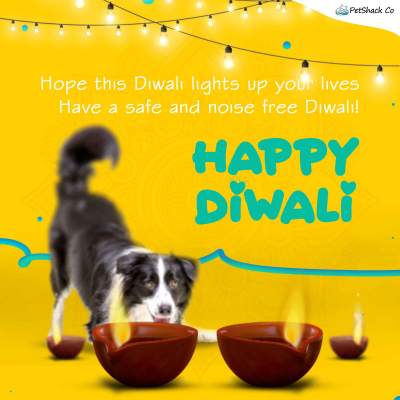 PetShack Co
Hope this Diwali lights up your lives
Have a safe and noise free Diwali!
HAPPY
DiWALi